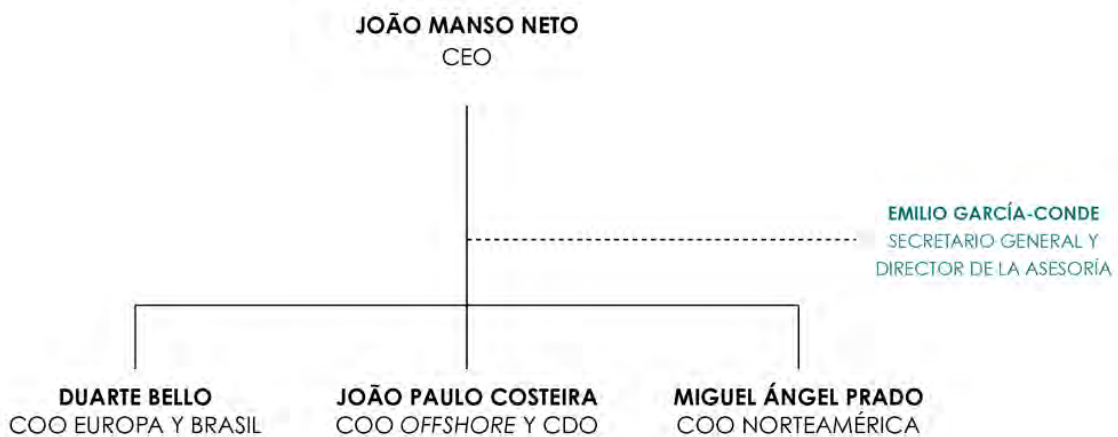 JOÃO MANSO NETO
CEO
EMILIO GARCÍA-CONDE
SECRETARIO GENERAL Y
DIRECTOR DE LA ASESORÍA
DUARTE BELLO
COO EUROPA Y BRASIL
JOÃO PAULO COSTEIRA
COO OFFSHORE Y CDO
MIGUEL ÁNGEL PRADO
COO NORTEAMÉRICA